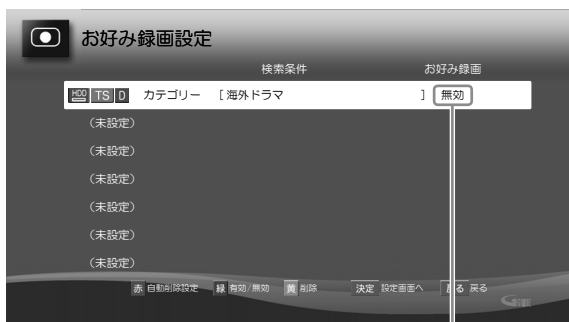 お好み録画設定
検索条件 お好み録画
HDD TS D カテゴリー [海外ドラマ ] 無効
(未設定)
(未設定)
(未設定)
(未設定)
(未設定)
(未設定)
赤 自動削除設定 緑 有効/無効 黄 削除 決定 設定画面へ 戻る 戻る